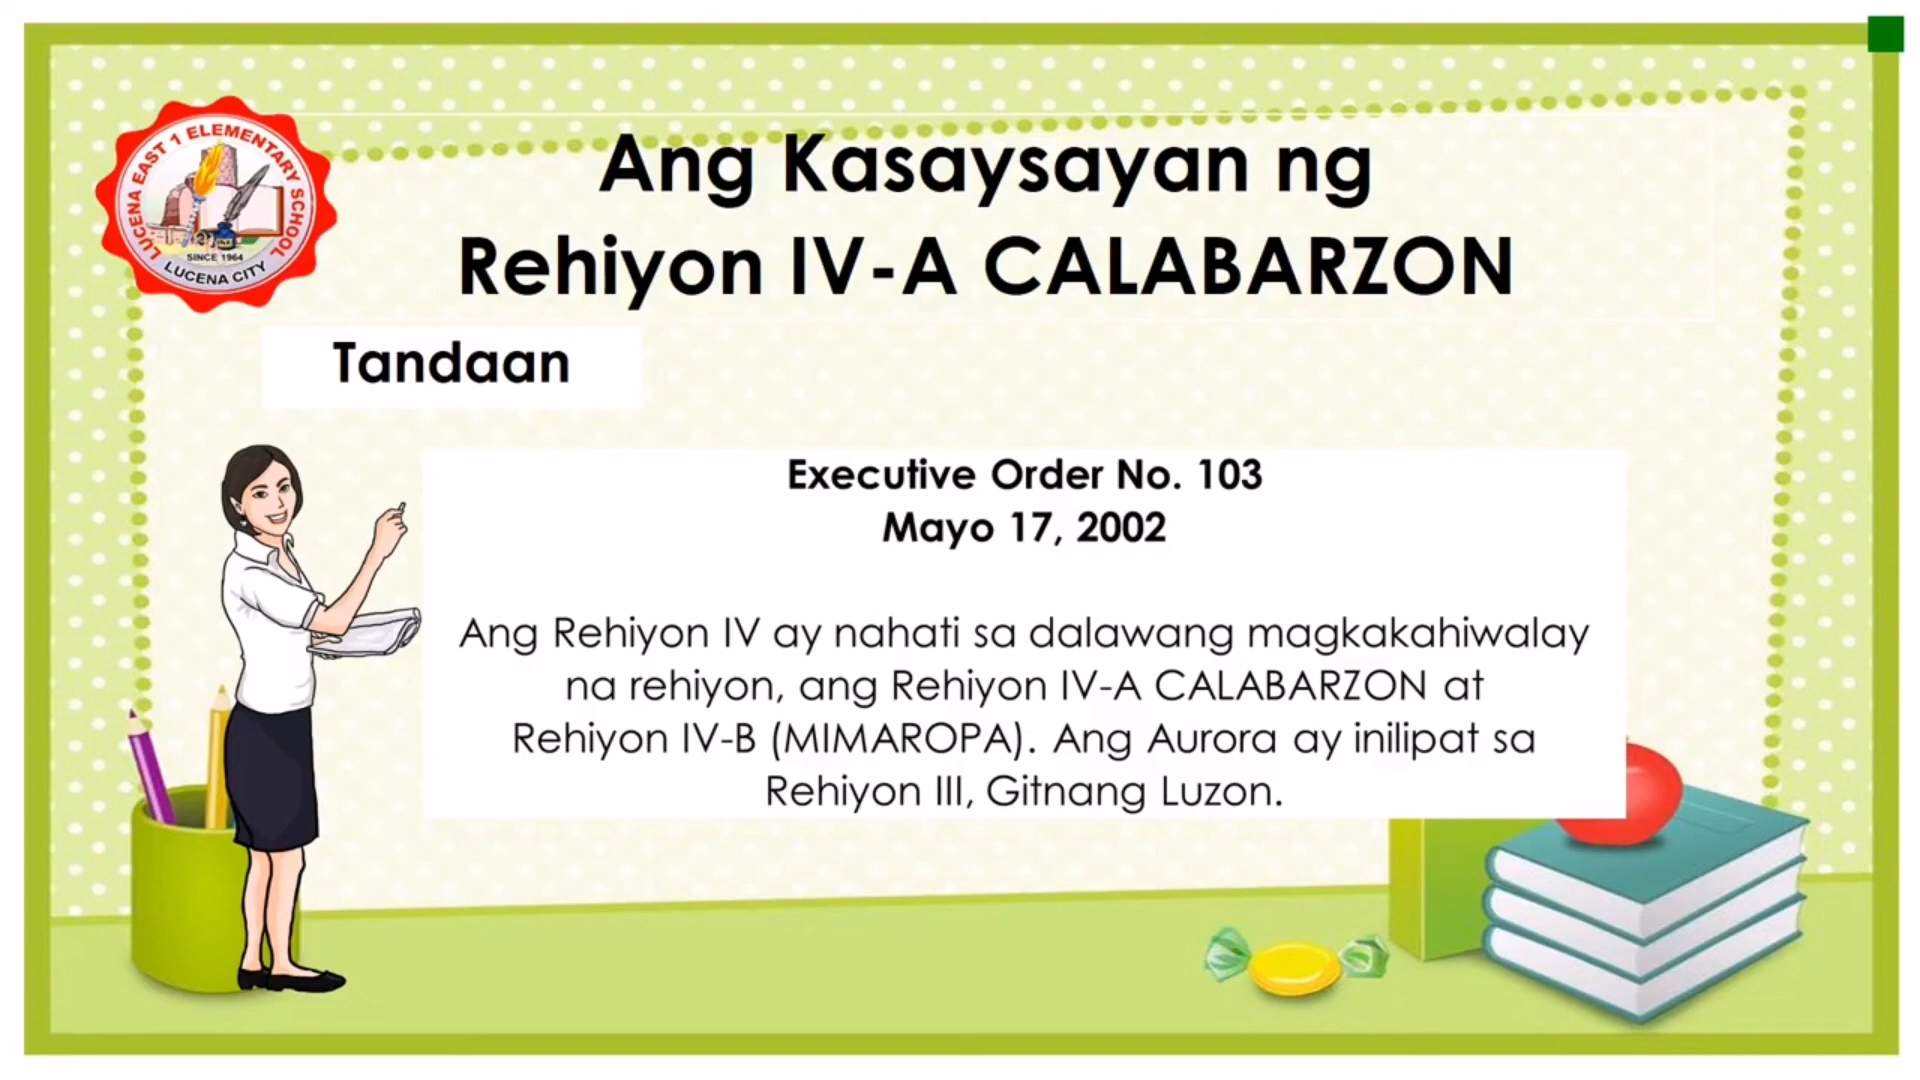 LUCENA EAST 1 ELEMENTARY SCHOOL
SINCE 1964
LUCENA CITY
Ang Kasaysayan ng
Rehiyon IV-A CALABARZON
Tandaan
Executive Order No. 103
Mayo 17, 2002
Ang Rehiyon IV ay nahati sa dalawang magkakahiwalay
na rehiyon, ang Rehiyon IV-A CALABARZON at
Rehiyon IV-B (MIMAROPA). Ang Aurora ay inilipat sa
Rehiyon III, Gitnang Luzon.